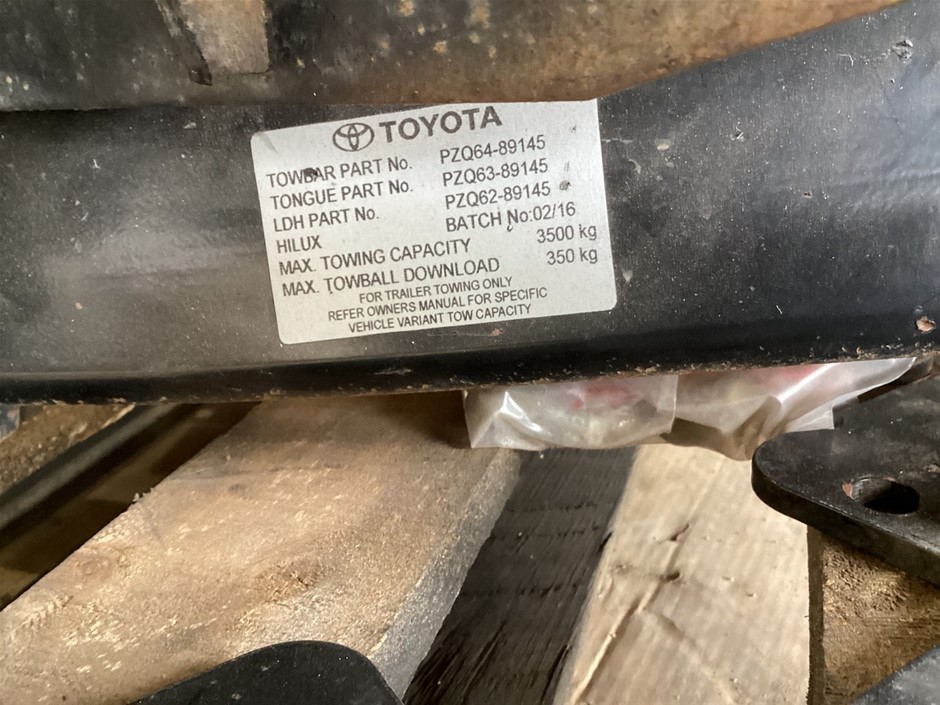 TOYOTA
TOWBAR PART No. PZQ64-89145
TONGUE PART No. PZQ63-89145
LDH PART No. PZQ62-89145
HILUX BATCH No:02/16
MAX. TOWING CAPACITY 3500 kg
MAX. TOWBALL DOWNLOAD 350 kg
FOR TRAILER TOWING ONLY
REFER OWNERS MANUAL FOR SPECIFIC
VEHICLE VARIANT TOW CAPACITY